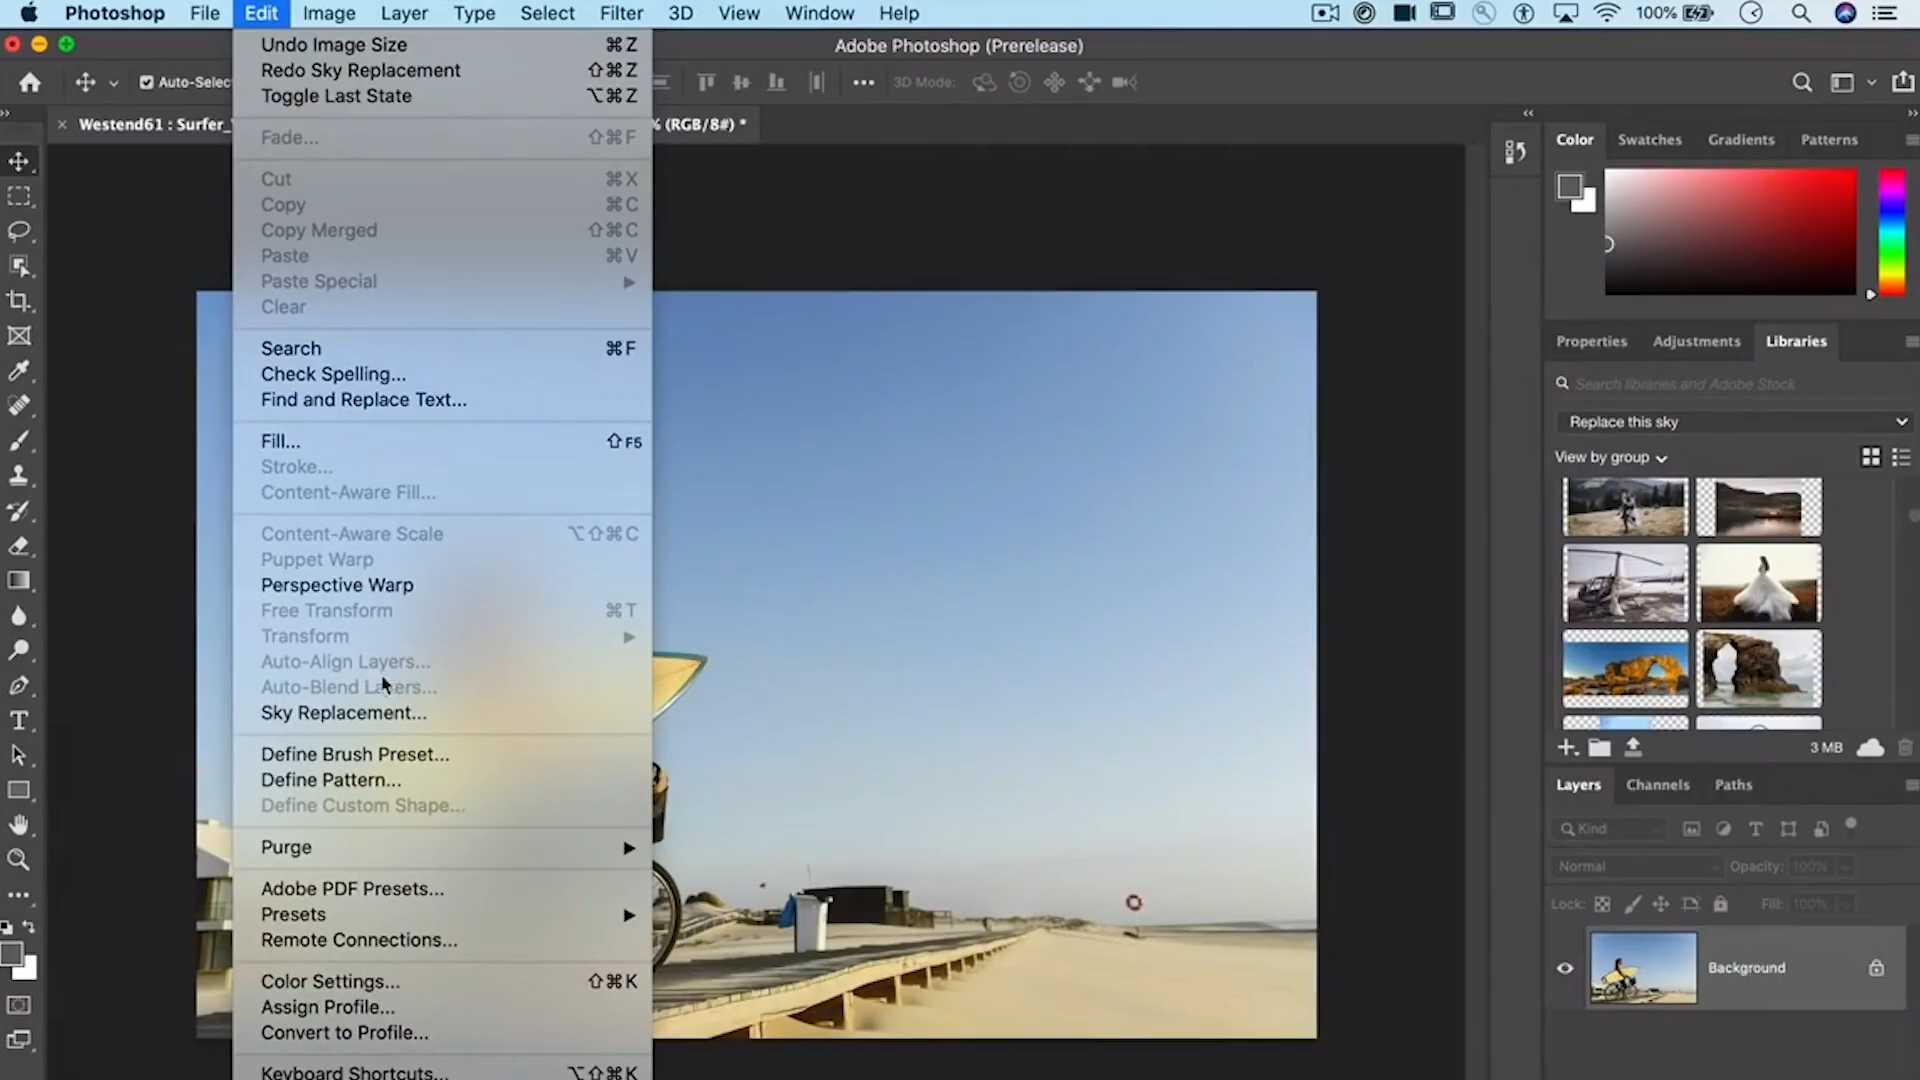 Photoshop File Edit Image Layer Type Select Filter 3D View Window Help 100%
Adobe Photoshop (Prerelease)
Auto-Selec 3D Mode:
Westend61 : Surfer_ % (RGB/8#) *
Undo Image Size ⌘Z
Redo Sky Replacement ⇧⌘Z
Toggle Last State ⌥⌘Z
Fade... ⇧⌘F
Cut ⌘X
Copy ⌘C
Copy Merged ⇧⌘C
Paste ⌘V
Paste Special
Clear
Search ⌘F
Check Spelling...
Find and Replace Text...
Fill... ⇧F5
Stroke...
Content-Aware Fill...
Content-Aware Scale ⌥⇧⌘C
Puppet Warp
Perspective Warp
Free Transform ⌘T
Transform
Auto-Align Layers...
Auto-Blend Layers...
Sky Replacement...
Define Brush Preset...
Define Pattern...
Define Custom Shape...
Purge
Adobe PDF Presets...
Presets
Remote Connections...
Color Settings... ⇧⌘K
Assign Profile...
Convert to Profile...
Keyboard Shortcuts... ⌥⇧⌘K
Color Swatches Gradients Patterns
Properties Adjustments Libraries
Search libraries and Adobe Stock
Replace this sky
View by group
3 MB
Layers Channels Paths
Kind
Normal Opacity: 100%
Lock: Fill: 100%
Background